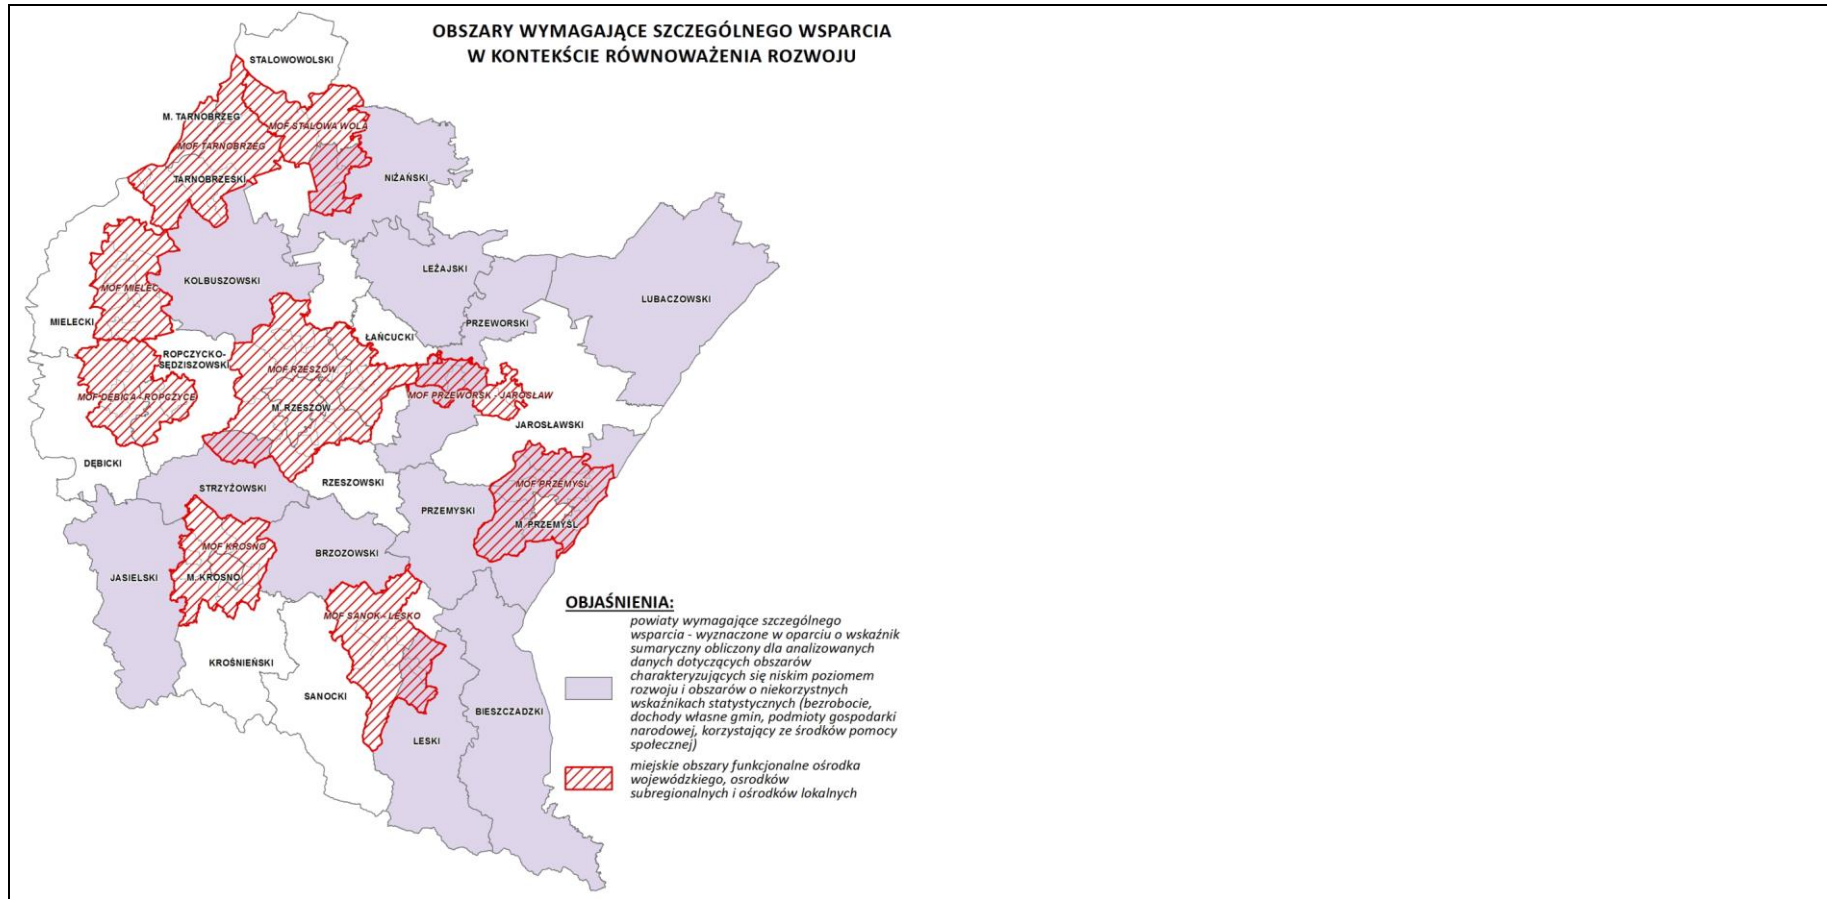 OBSZARY WYMAGAJĄCE SZCZEGÓLNEGO WSPARCIA
W KONTEKŚCIE RÓWNOWAŻENIA ROZWOJU
STALOWOWOLSKI
M. TARNOBRZEG
MOF STALOWA WOLA
MOF TARNOBRZEG
TARNOBRZESKI
NIŻAŃSKI
KOLBUSZOWSKI
LEŻAJSKI
MOF MIELEC
LUBACZOWSKI
MIELECKI
PRZEWORSKI
ŁAŃCUCKI
ROPCZYCKO-
SĘDZISZOWSKI
MOF RZESZÓW
MOF DĘBICA - ROPCZYCE
MOF PRZEWORSK - JAROSŁAW
M. RZESZÓW
JAROSŁAWSKI
DĘBICKI
RZESZOWSKI
STRZYŻOWSKI
MOF PRZEMYŚL
PRZEMYSKI
M. PRZEMYŚL
MOF KROSNO
BRZOZOWSKI
JASIELSKI
M. KROSNO
MOF SANOK - LESKO
KROŚNIEŃSKI
SANOCKI
BIESZCZADZKI
LESKI
OBJAŚNIENIA:
powiaty wymagające szczególnego
wsparcia - wyznaczone w oparciu o wskaźnik
sumaryczny obliczony dla analizowanych
danych dotyczących obszarów
charakteryzujących się niskim poziomem
rozwoju i obszarów o niekorzystnych
wskaźnikach statystycznych (bezrobocie,
dochody własne gmin, podmioty gospodarki
narodowej, korzystający ze środków pomocy
społecznej)
miejskie obszary funkcjonalne ośrodka
wojewódzkiego, osrodków
subregionalnych i ośrodków lokalnych